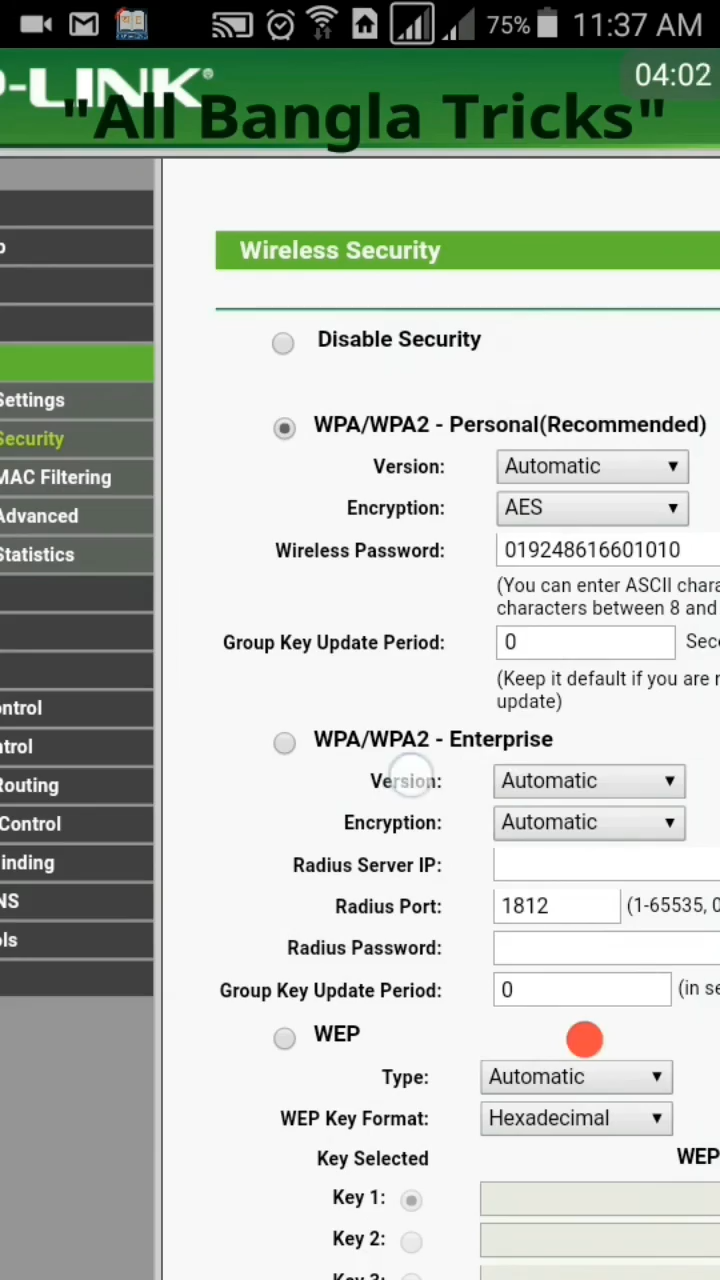 75% 11:37 AM
04:02
P-LINK®
"All Bangla Tricks"
Wireless Security
Disable Security
WPA/WPA2 - Personal(Recommended)
Settings
Version: Automatic
Security
MAC Filtering
Encryption: AES
Advanced
Wireless Password: 019248616601010
Statistics
(You can enter ASCII chara
characters between 8 and
Group Key Update Period: 0 Seco
(Keep it default if you are n
update)
ontrol
WPA/WPA2 - Enterprise
ntrol
Version: Automatic
Routing
Encryption: Automatic
Control
Radius Server IP:
inding
Radius Port: 1812 (1-65535, 0
NS
Radius Password:
ols
Group Key Update Period: 0 (in se
WEP
Type: Automatic
WEP Key Format: Hexadecimal
Key Selected WEP
Key 1:
Key 2:
Key 3: